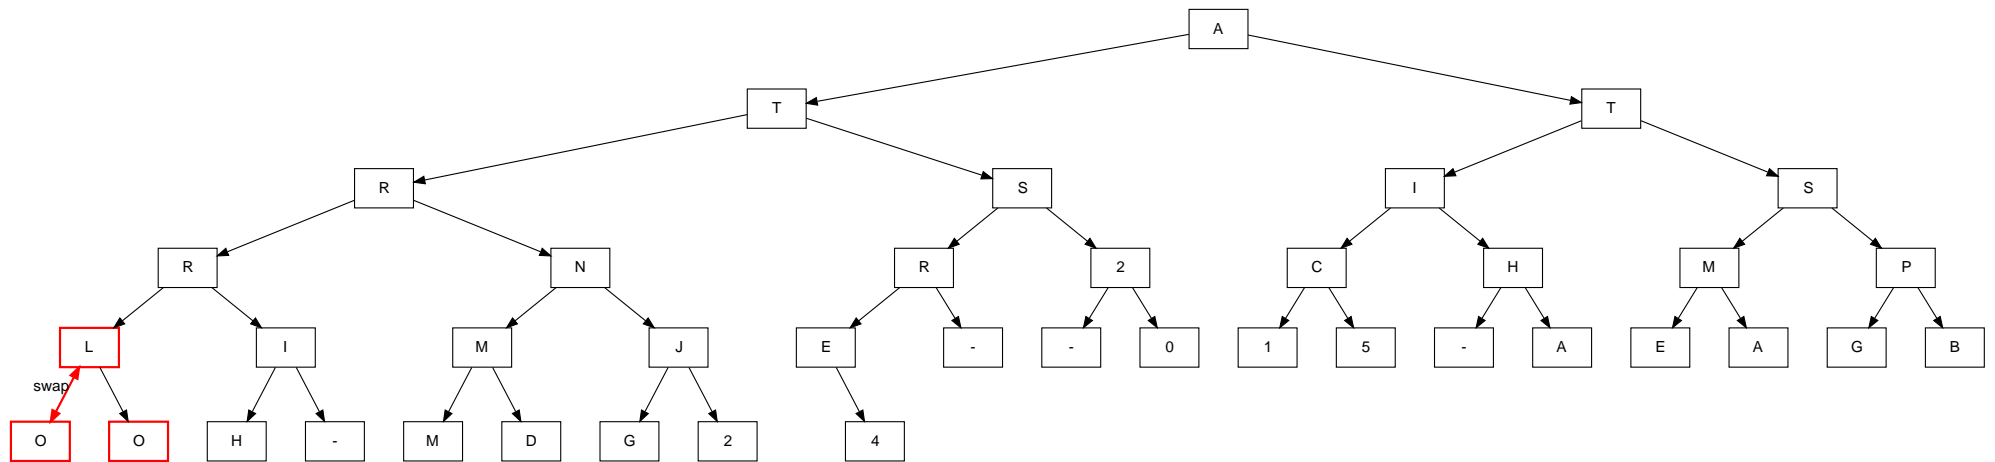 A
T T
R S I S
R N R 2 C H M P
L I M J E - - 0 1 5 - A E A G B
swap
O O H - M D G 2 4